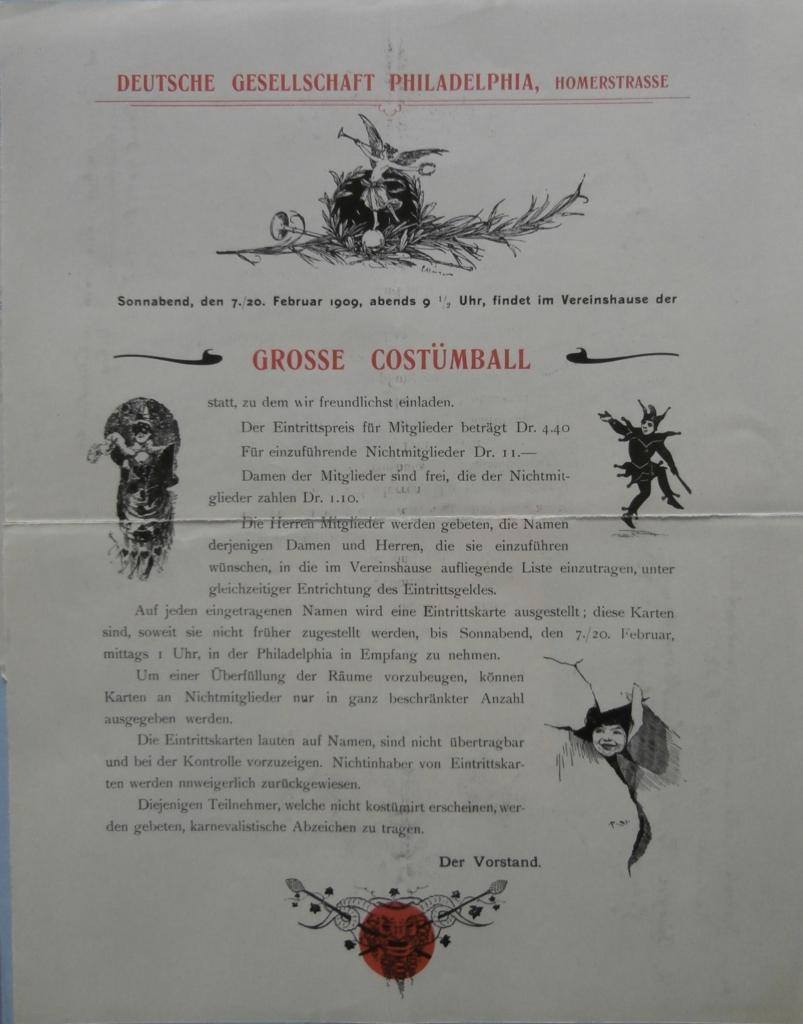 DEUTSCHE GESELLSCHAFT PHILADELPHIA, HOMERSTRASSE
Sonnabend, den 7./20. Februar 1909, abends 9 1/2 Uhr, findet im Vereinshause der
GROSSE COSTÜMBALL
statt, zu dem wir freundlichst einladen.
Der Eintrittspreis für Mitglieder beträgt Dr. 4.40
Für einzuführende Nichtmitglieder Dr. 11.—
Damen der Mitglieder sind frei, die der Nichtmit-
glieder zahlen Dr. 1.10.
Die Herren Mitglieder werden gebeten, die Namen
derjenigen Damen und Herren, die sie einzuführen
wünschen, in die im Vereinshause aufliegende Liste einzutragen, unter
gleichzeitiger Entrichtung des Eintrittsgeldes.
Auf jeden eingetragenen Namen wird eine Eintrittskarte ausgestellt; diese Karten
sind, soweit sie nicht früher zugestellt werden, bis Sonnabend, den 7./20. Februar,
mittags 1 Uhr, in der Philadelphia in Empfang zu nehmen.
Um einer Überfüllung der Räume vorzubeugen, können
Karten an Nichtmitglieder nur in ganz beschränkter Anzahl
ausgegeben werden.
Die Eintrittskarten lauten auf Namen, sind nicht übertragbar
und bei der Kontrolle vorzuzeigen. Nichtinhaber von Eintrittskar-
ten werden nnweigerlich zurückgewiesen.
Diejenigen Teilnehmer, welche nicht kostümirt erscheinen, wer-
den gebeten, karnevalistische Abzeichen zu tragen.
Der Vorstand.